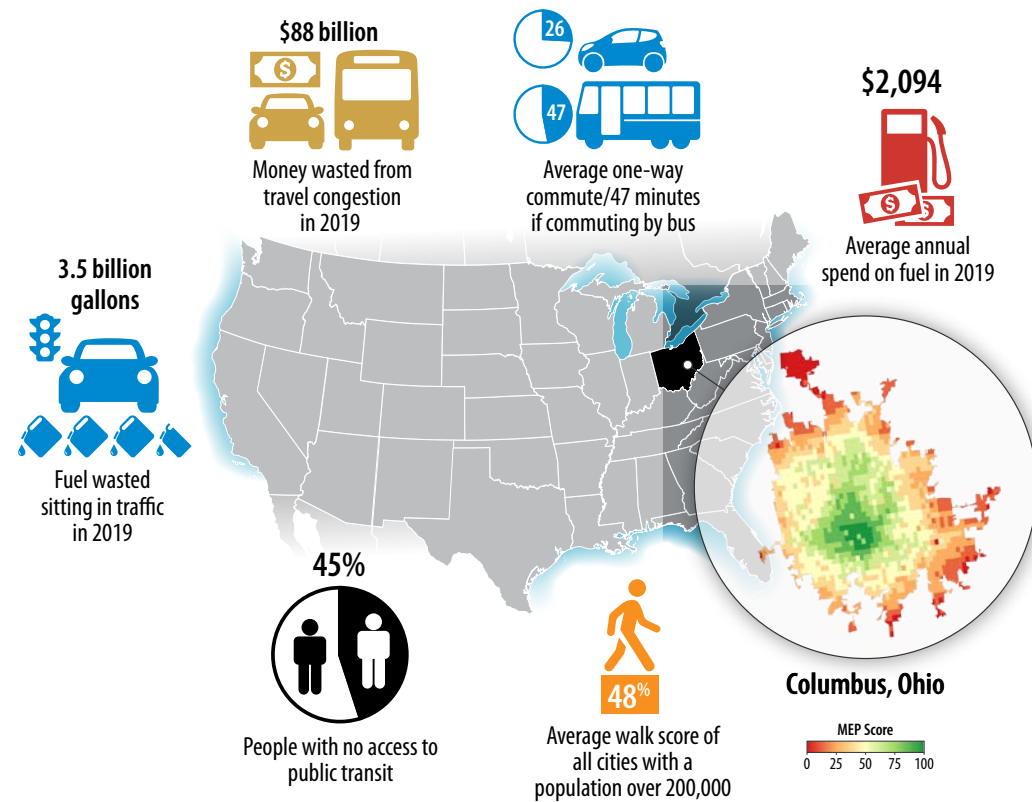 $88 billion
$
Money wasted from
travel congestion
in 2019
26
47
Average one-way
commute/47 minutes
if commuting by bus
$2,094
$
$
Average annual
spend on fuel in 2019
3.5 billion
gallons
Fuel wasted
sitting in traffic
in 2019
45%
People with no access to
public transit
48%
Average walk score of
all cities with a
population over 200,000
Columbus, Ohio
MEP Score
0 25 50 75 100